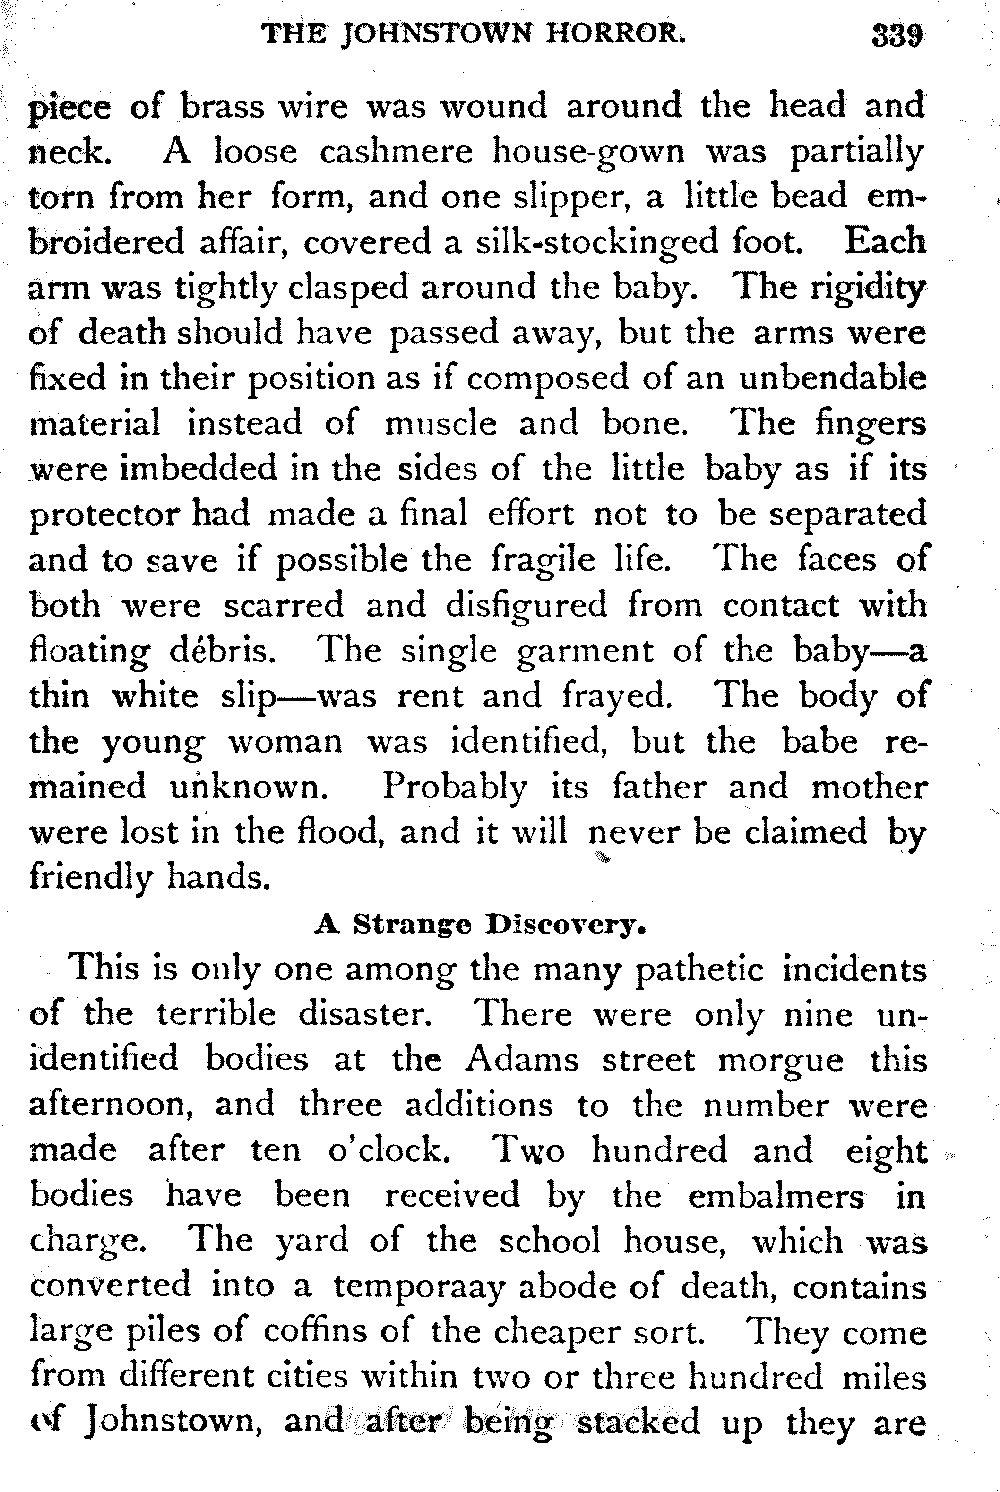 THE JOHNSTOWN HORROR. 339
piece of brass wire was wound around the head and
neck. A loose cashmere house-gown was partially
torn from her form, and one slipper, a little bead em-
broidered affair, covered a silk-stockinged foot. Each
arm was tightly clasped around the baby. The rigidity
of death should have passed away, but the arms were
fixed in their position as if composed of an unbendable
material instead of muscle and bone. The fingers
were imbedded in the sides of the little baby as if its
protector had made a final effort not to be separated
and to save if possible the fragile life. The faces of
both were scarred and disfigured from contact with
floating débris. The single garment of the baby—a
thin white slip—was rent and frayed. The body of
the young woman was identified, but the babe re-
mained unknown. Probably its father and mother
were lost in the flood, and it will never be claimed by
friendly hands.
A Strange Discovery.
This is only one among the many pathetic incidents
of the terrible disaster. There were only nine un-
identified bodies at the Adams street morgue this
afternoon, and three additions to the number were
made after ten o'clock. Two hundred and eight
bodies have been received by the embalmers in
charge. The yard of the school house, which was
converted into a temporaay abode of death, contains
large piles of coffins of the cheaper sort. They come
from different cities within two or three hundred miles
of Johnstown, and after being stacked up they are